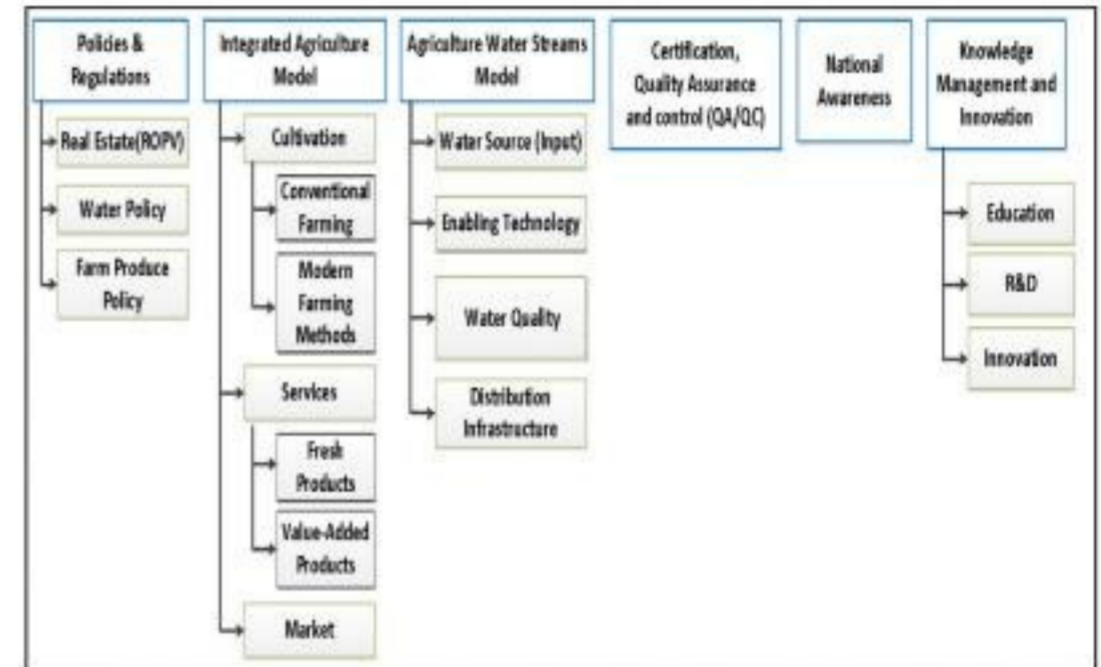 Policies &
Regulations
Real Estate(ROPV)
Water Policy
Farm Produce
Policy
Integrated Agriculture
Model
Cultivation
Conventional
Farming
Modern
Farming
Methods
Services
Fresh
Products
Value-Added
Products
Market
Agriculture Water Streams
Model
Water Source (Input)
Enabling Technology
Water Quality
Distribution
Infrastructure
Certification,
Quality Assurance
and control (QA/QC)
National
Awareness
Knowledge
Management and
Innovation
Education
R&D
Innovation